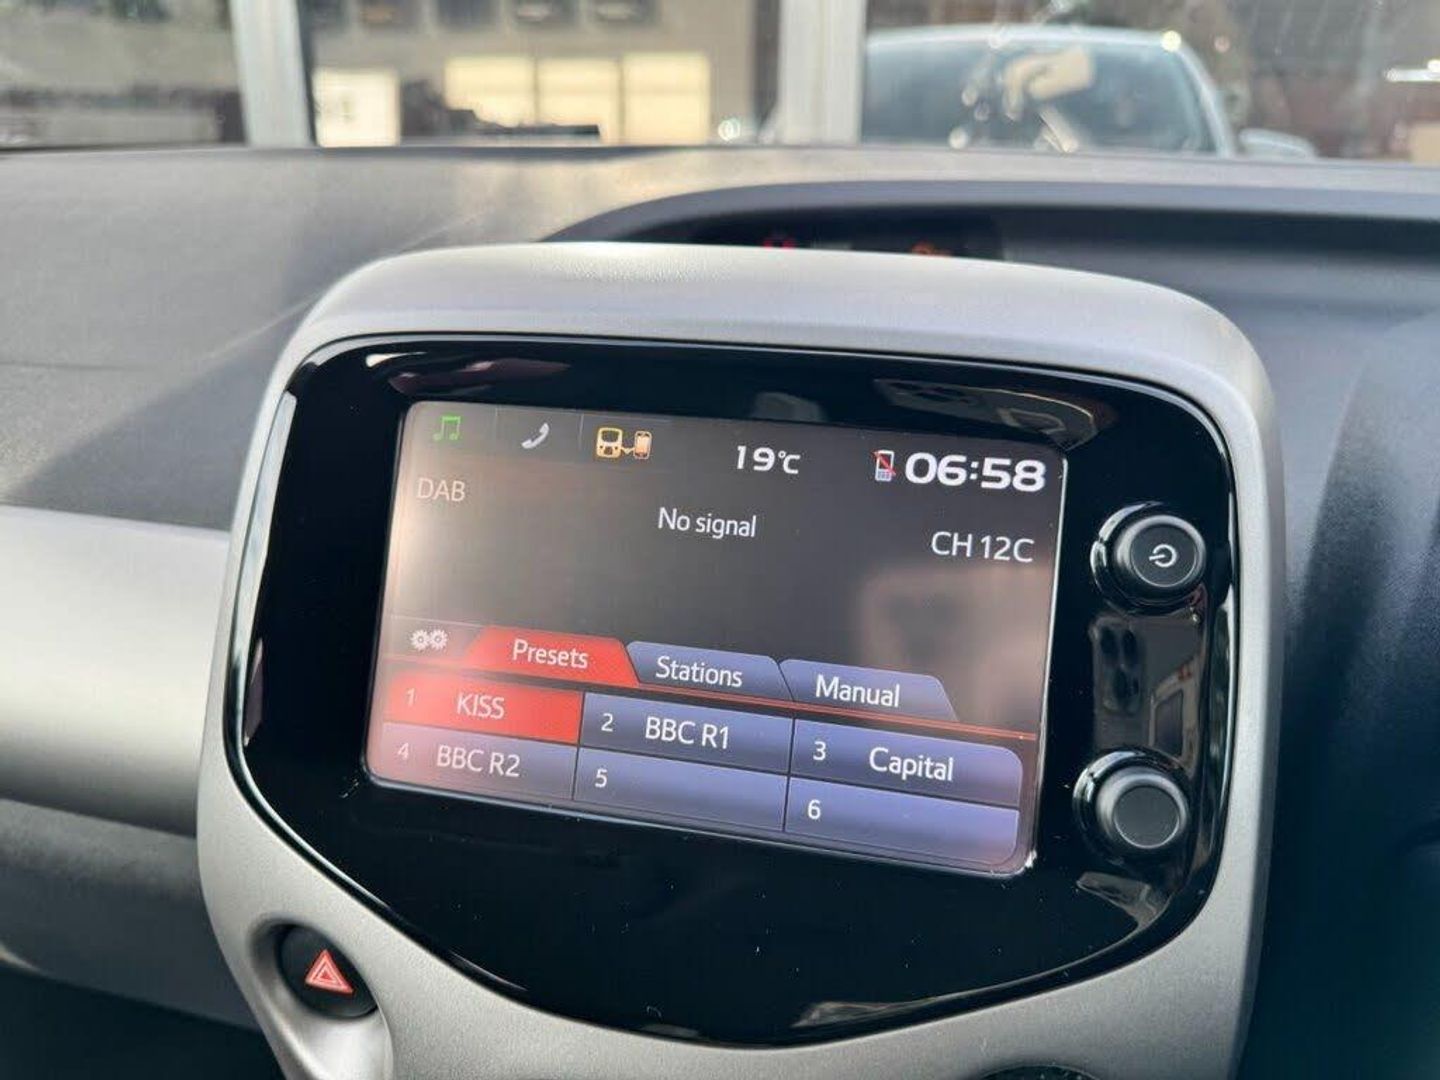 19°C
06:58
DAB
No signal
CH 12C
Presets
Stations
Manual
1 KISS
2 BBC R1
3 Capital
4 BBC R2
5
6